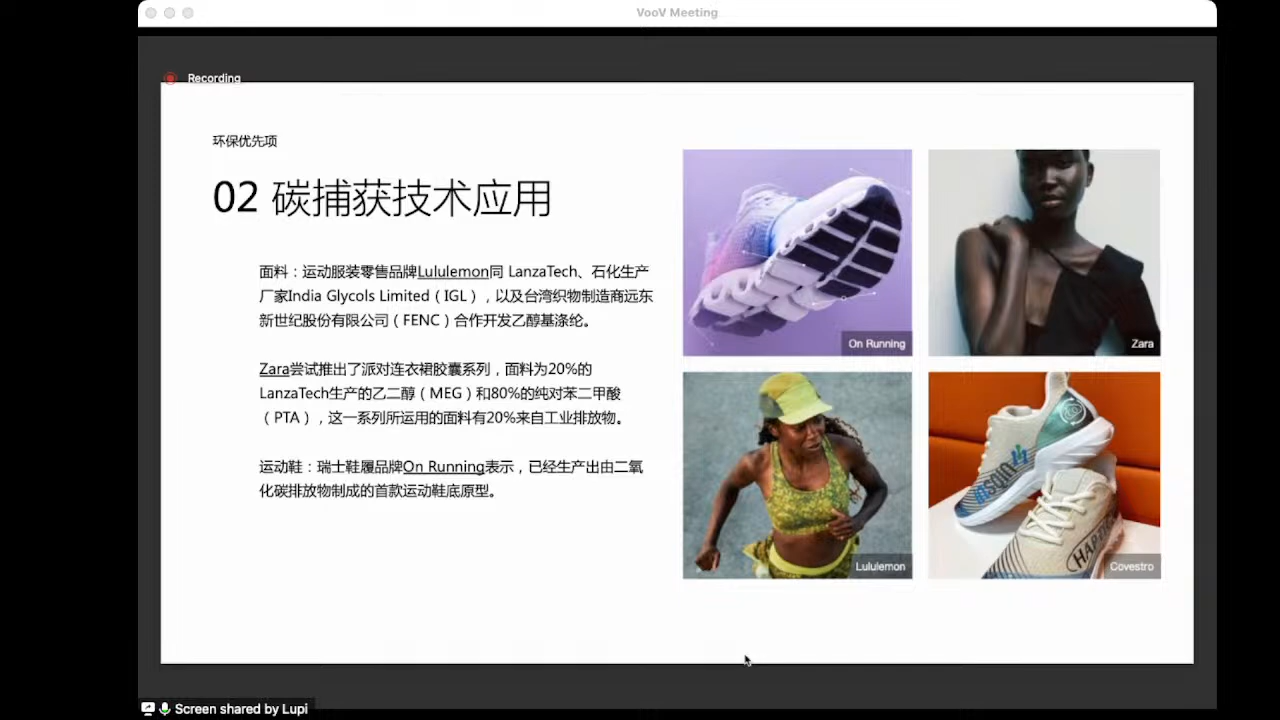 VooV Meeting
Recording
环保优先项
02 碳捕获技术应用
面料：运动服装零售品牌Lululemon同 LanzaTech、石化生产
厂家India Glycols Limited（IGL），以及台湾织物制造商远东
新世纪股份有限公司（FENC）合作开发乙醇基涤纶。
Zara尝试推出了派对连衣裙胶囊系列，面料为20%的
LanzaTech生产的乙二醇（MEG）和80%的纯对苯二甲酸
（PTA），这一系列所运用的面料有20%来自工业排放物。
运动鞋：瑞士鞋履品牌On Running表示，已经生产出由二氧
化碳排放物制成的首款运动鞋底原型。
On Running
Zara
Lululemon
Covestro
Screen shared by Lupi